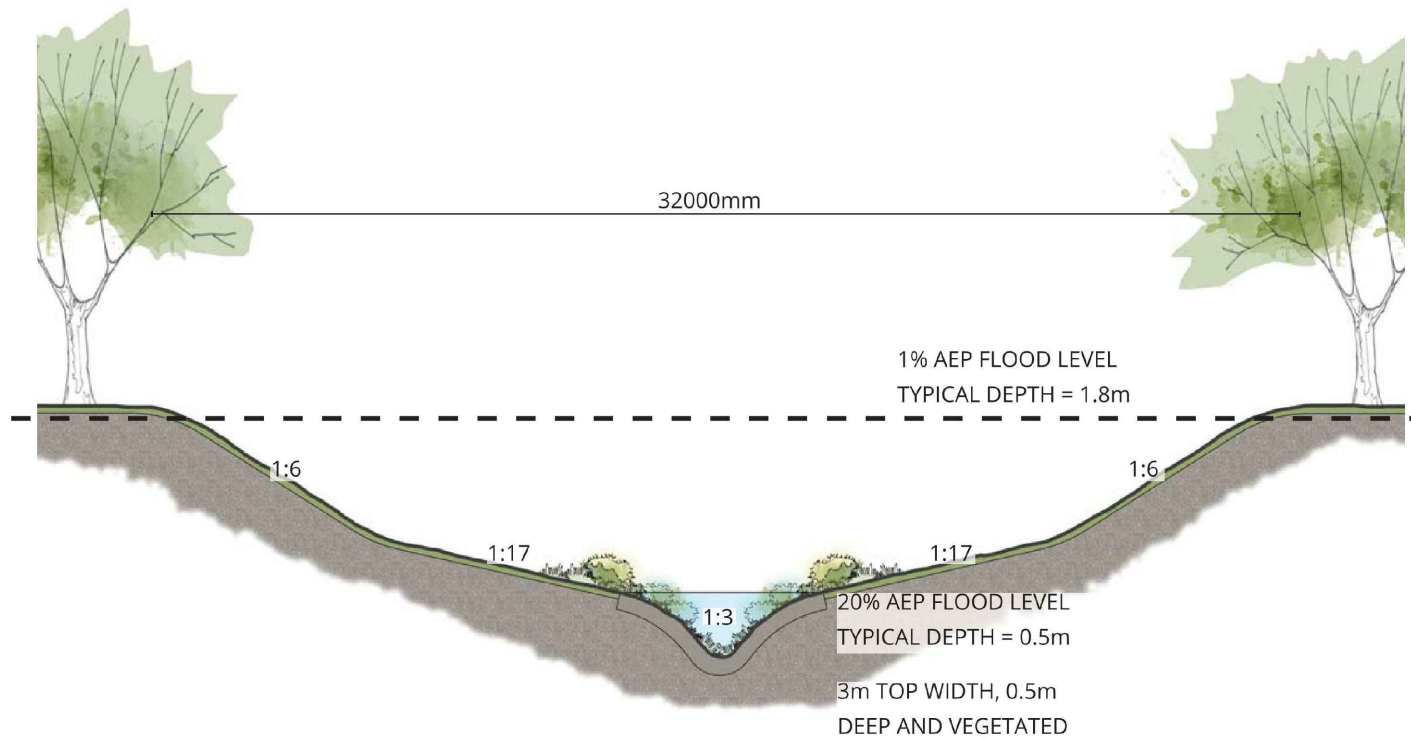 32000mm
1% AEP FLOOD LEVEL
TYPICAL DEPTH = 1.8m
1:6
1:6
1:17
1:17
1:3
20% AEP FLOOD LEVEL
TYPICAL DEPTH = 0.5m
3m TOP WIDTH, 0.5m
DEEP AND VEGETATED